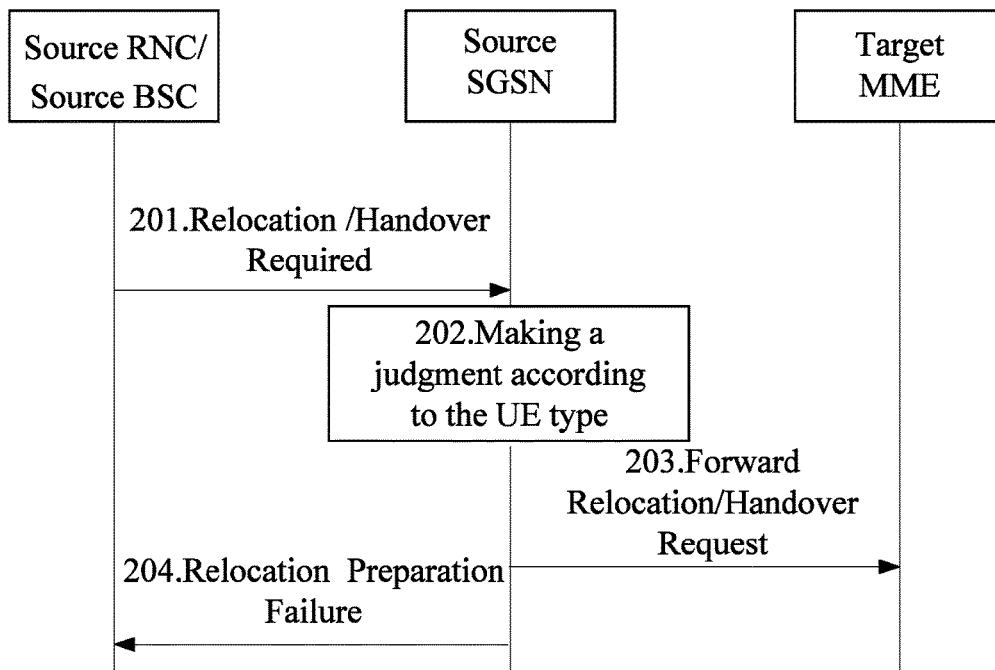 Source RNC/
Source BSC
Source
SGSN
Target
MME
201.Relocation /Handover
Required
202.Making a
judgment according
to the UE type
203.Forward
Relocation/Handover
Request
204.Relocation Preparation
Failure